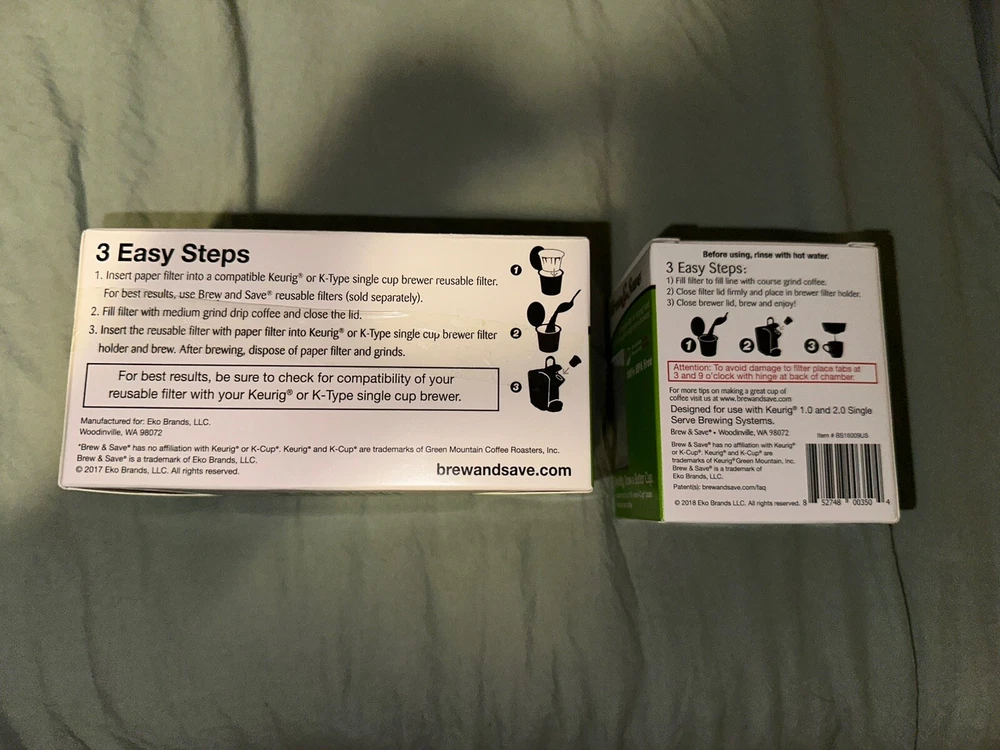 3 Easy Steps
1. Insert paper filter into a compatible Keurig® or K-Type single cup brewer reusable filter.
For best results, use Brew and Save® reusable filters (sold separately).
2. Fill filter with medium grind drip coffee and close the lid.
3. Insert the reusable filter with paper filter into Keurig® or K-Type single cup brewer filter
holder and brew. After brewing, dispose of paper filter and grinds.
1
2
3
For best results, be sure to check for compatibility of your
reusable filter with your Keurig® or K-Type single cup brewer.
Manufactured for: Eko Brands, LLC.
Woodinville, WA 98072
*Brew & Save® has no affiliation with Keurig® or K-Cup®. Keurig® and K-Cup® are trademarks of Green Mountain Coffee Roasters, Inc.
Brew & Save® is a trademark of Eko Brands, LLC.
© 2017 Eko Brands, LLC. All rights reserved.
brewandsave.com
Before using, rinse with hot water.
3 Easy Steps:
1) Fill filter to fill line with course grind coffee.
2) Close filter lid firmly and place in brewer filter holder.
3) Close brewer lid, brew and enjoy!
1 2 3
Attention: To avoid damage to filter place tabs at
3 and 9 o'clock with hinge at back of chamber.
For more tips on making a great cup of
coffee visit us at www.brewandsave.com
Designed for use with Keurig® 1.0 and 2.0 Single
Serve Brewing Systems.
Brew & Save® • Woodinville, WA 98072
Item # BS18009US
Brew & Save® has no affiliation with Keurig®
or K-Cup®. Keurig® and K-Cup® are
trademarks of Keurig®Green Mountain, Inc.
Brew & Save® is a trademark of
Eko Brands, LLC.
Patent(s): brewandsave.com/faq
© 2018 Eko Brands LLC. All rights reserved.
8 52748 00350 4